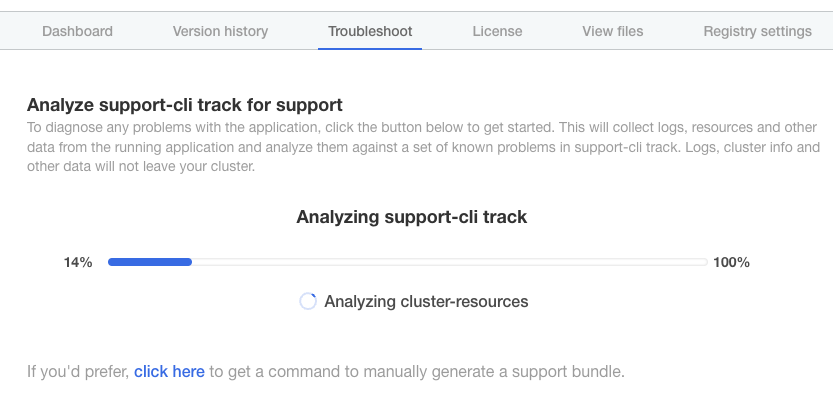 Dashboard Version history Troubleshoot License View files Registry settings
Analyze support-cli track for support
To diagnose any problems with the application, click the button below to get started. This will collect logs, resources and other
data from the running application and analyze them against a set of known problems in support-cli track. Logs, cluster info and
other data will not leave your cluster.
Analyzing support-cli track
14% 100%
Analyzing cluster-resources
If you'd prefer, click here to get a command to manually generate a support bundle.